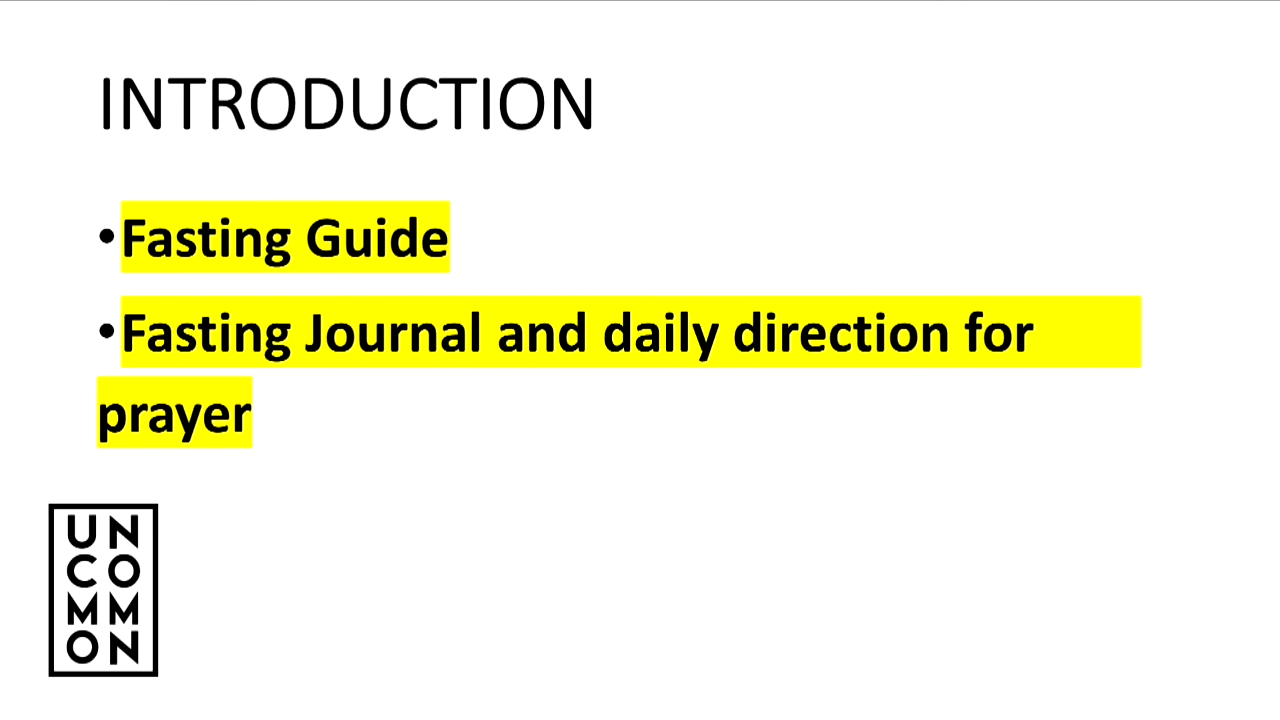 INTRODUCTION
•Fasting Guide
•Fasting Journal and daily direction for
prayer
UN
CO
MM
ON